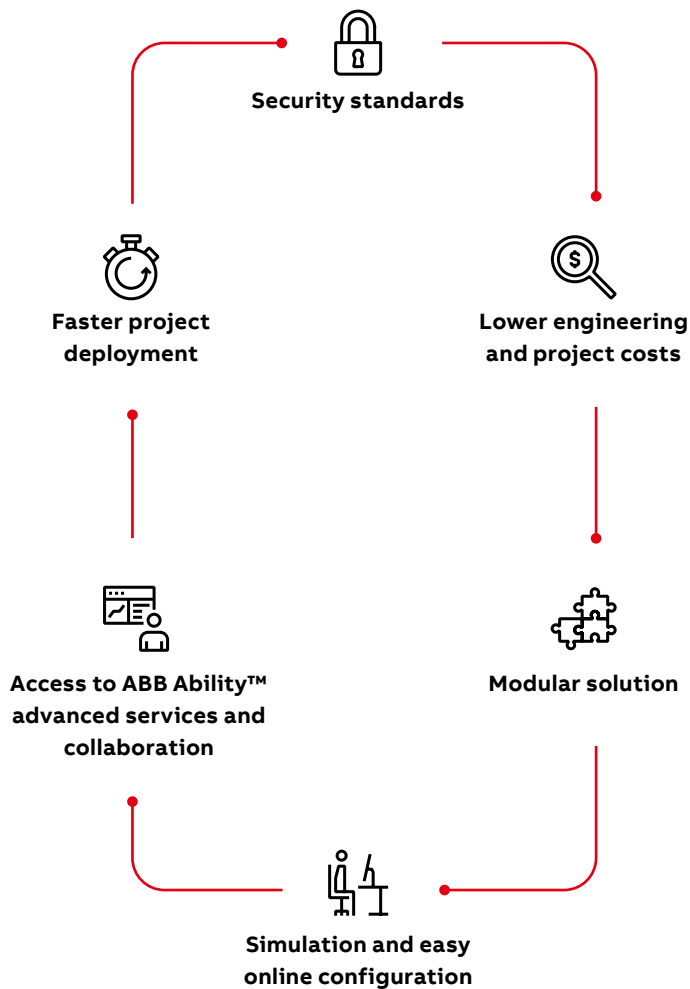 Security standards
Faster project
deployment
Lower engineering
and project costs
$
Access to ABB Ability™
advanced services and
collaboration
Modular solution
Simulation and easy
online configuration